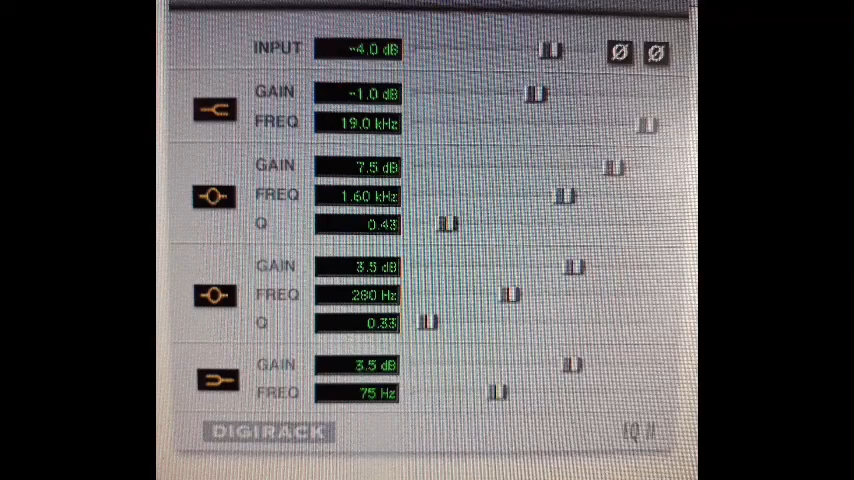 INPUT -4.0 dB Ø Ø
GAIN -1.0 dB
FREQ 19.0 kHz
GAIN 7.5 dB
FREQ 1.60 kHz
Q 0.43
GAIN 3.5 dB
FREQ 280 Hz
Q 0.33
GAIN 3.5 dB
FREQ 75 Hz
DIGIRACK EQ II